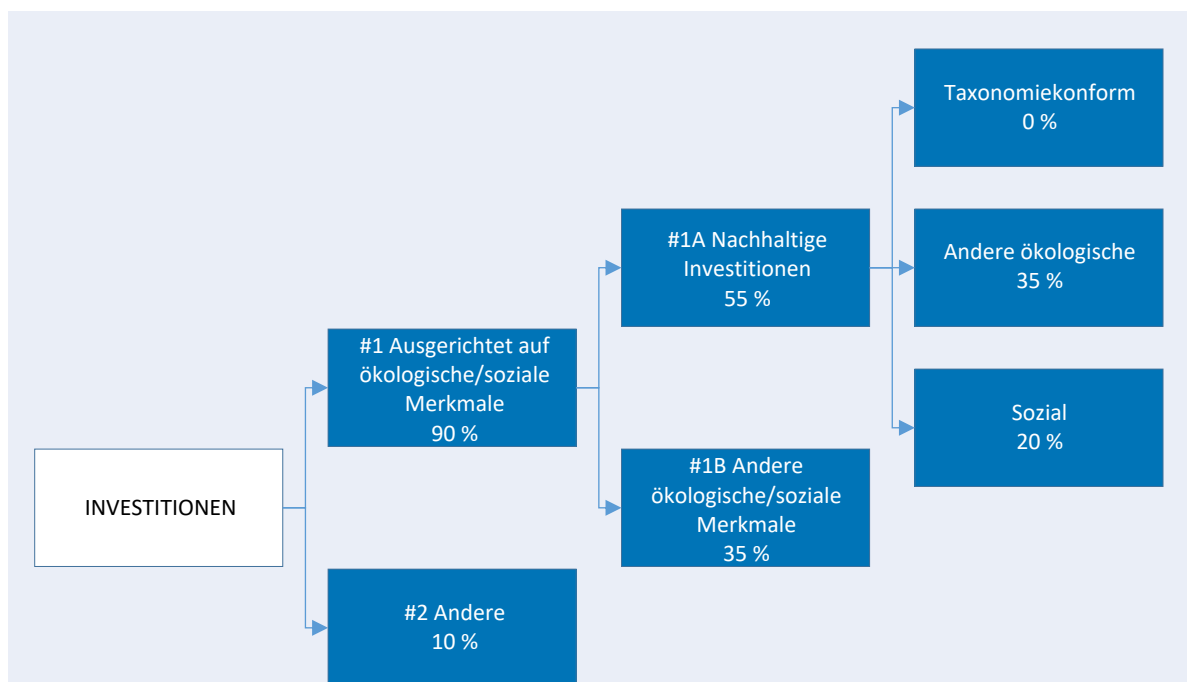 INVESTITIONEN
#1 Ausgerichtet auf
ökologische/soziale
Merkmale
90 %
#2 Andere
10 %
#1A Nachhaltige
Investitionen
55 %
#1B Andere
ökologische/soziale
Merkmale
35 %
Taxonomiekonform
0 %
Andere ökologische
35 %
Sozial
20 %